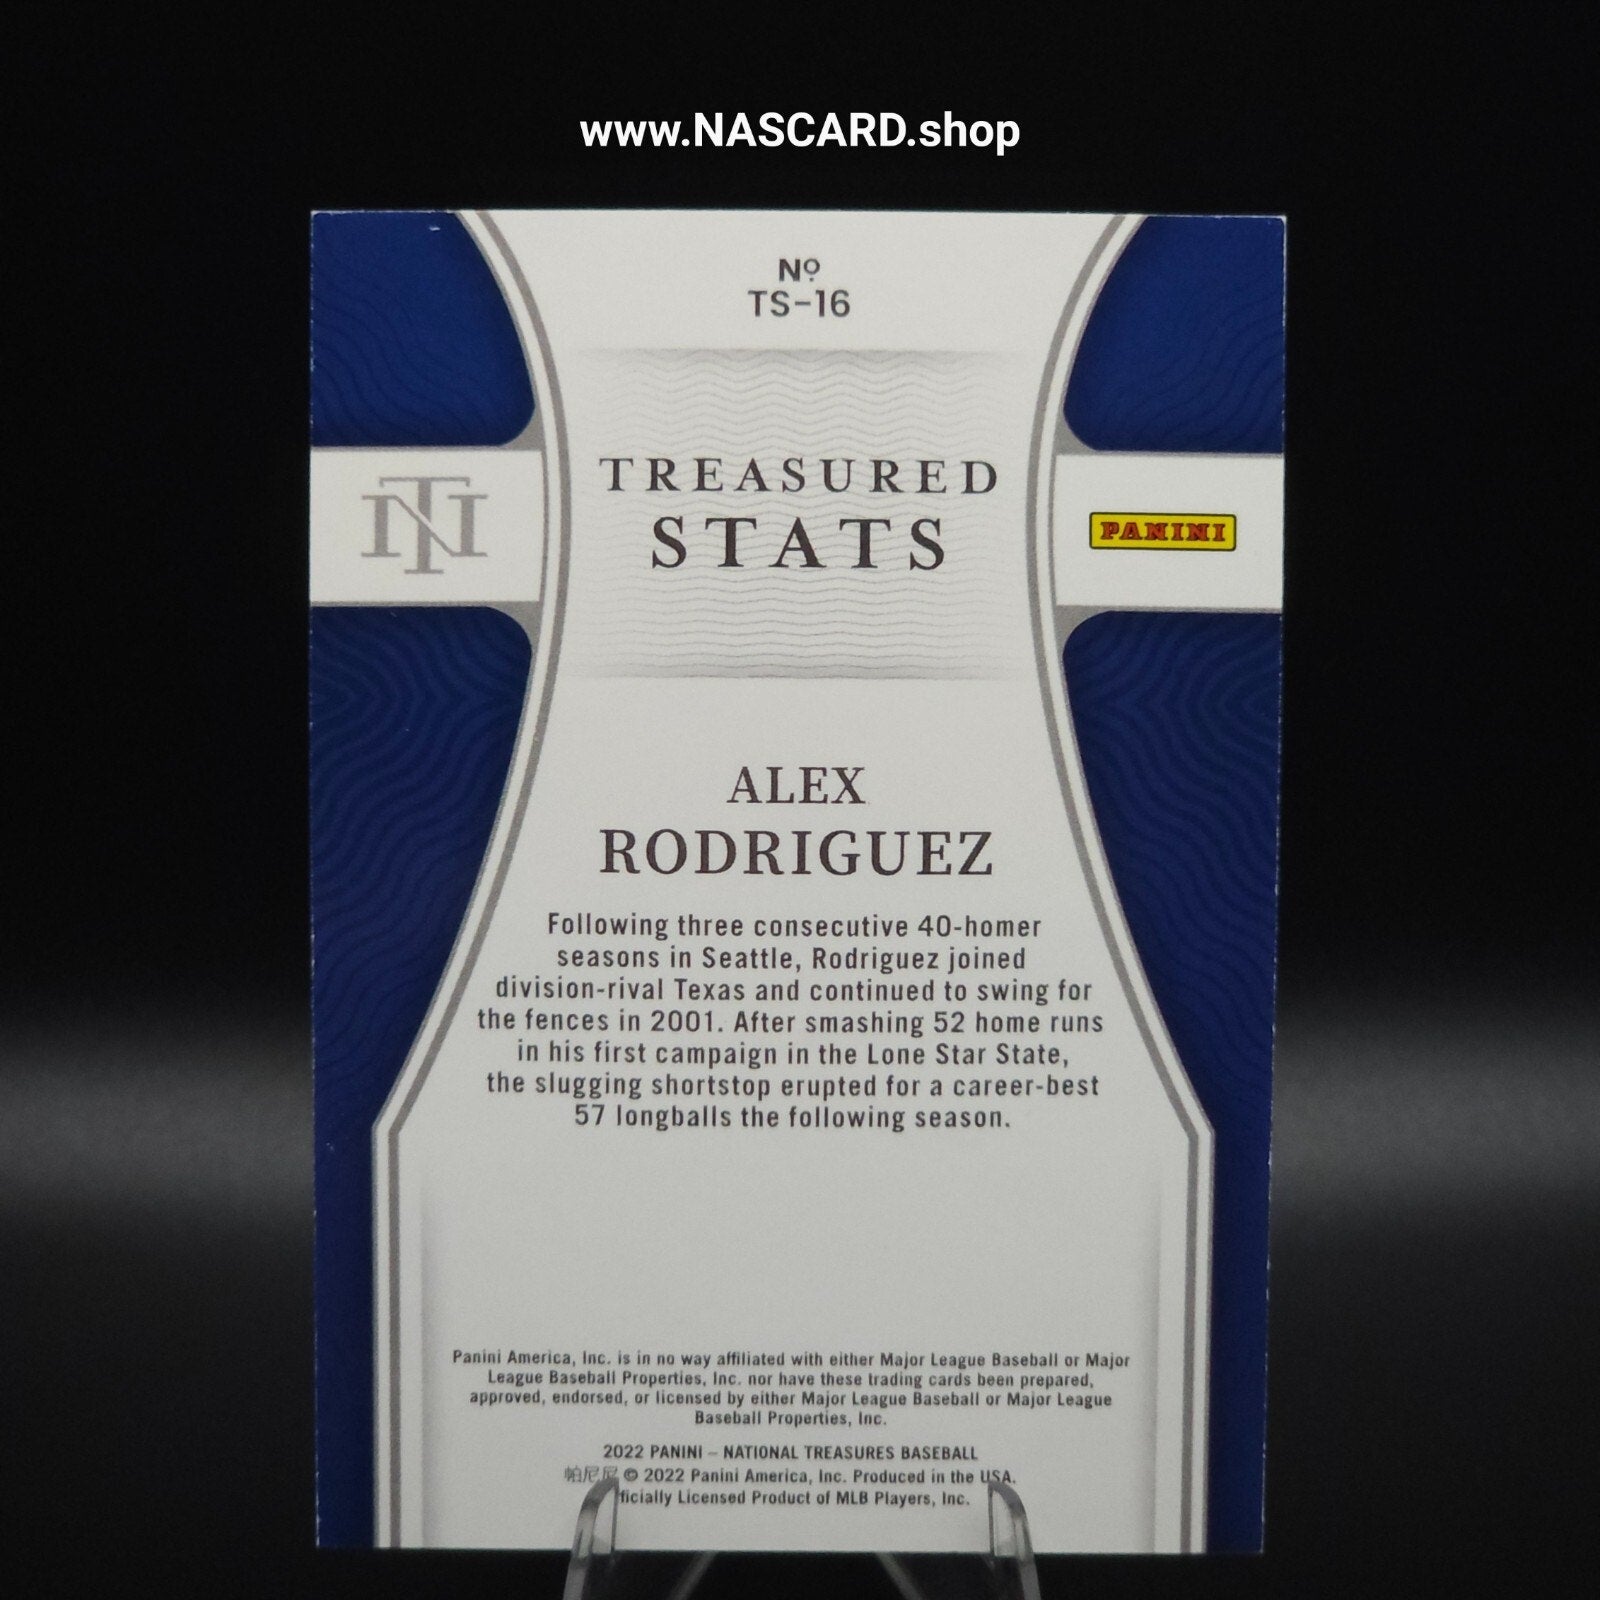 www.NASCARD.shop
Nº
TS-16
TREASURED
STATS
NT
PANINI
ALEX
RODRIGUEZ
Following three consecutive 40-homer
seasons in Seattle, Rodriguez joined
division-rival Texas and continued to swing for
the fences in 2001. After smashing 52 home runs
in his first campaign in the Lone Star State,
the slugging shortstop erupted for a career-best
57 longballs the following season.
Panini America, Inc. is in no way affiliated with either Major League Baseball or Major
League Baseball Properties, Inc. nor have these trading cards been prepared,
approved, endorsed, or licensed by either Major League Baseball or Major League
Baseball Properties, Inc.
2022 PANINI – NATIONAL TREASURES BASEBALL
帕尼尼 © 2022 Panini America, Inc. Produced in the USA.
ficially Licensed Product of MLB Players, Inc.